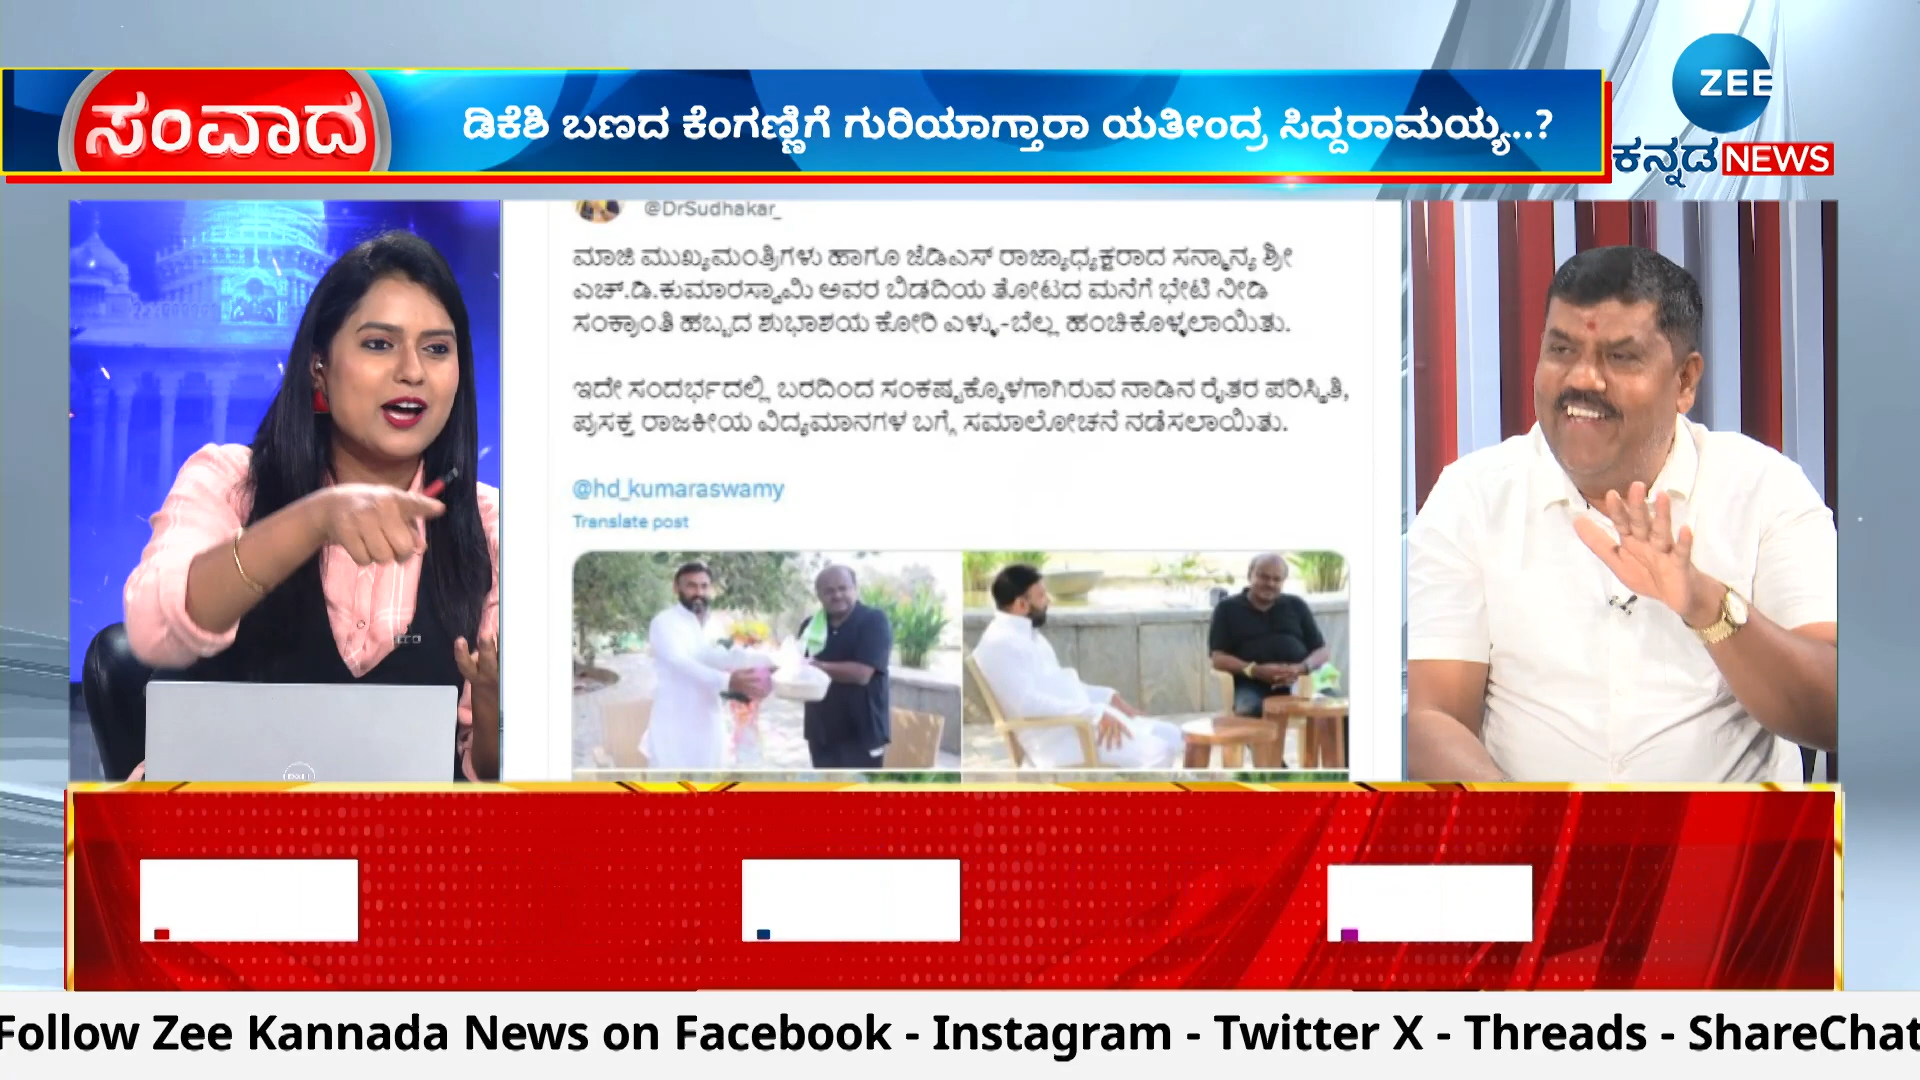 ಸಂವಾದ
ಡಿಕೆಶಿ ಬಣದ ಕೆಂಗಣ್ಣಿಗೆ ಗುರಿಯಾಗ್ತಾರಾ ಯತೀಂದ್ರ ಸಿದ್ದರಾಮಯ್ಯ...?
ZEE
ಕನ್ನಡ NEWS
@DrSudhakar_
ಮಾಜಿ ಮುಖ್ಯಮಂತ್ರಿಗಳು ಹಾಗೂ ಜೆಡಿಎಸ್ ರಾಜ್ಯಾಧ್ಯಕ್ಷರಾದ ಸನ್ಮಾನ್ಯ ಶ್ರೀ
ಎಚ್.ಡಿ.ಕುಮಾರಸ್ವಾಮಿ ಅವರ ಬಿಡದಿಯ ತೋಟದ ಮನೆಗೆ ಭೇಟಿ ನೀಡಿ
ಸಂಕ್ರಾಂತಿ ಹಬ್ಬದ ಶುಭಾಶಯ ಕೋರಿ ಎಳ್ಳು-ಬೆಲ್ಲ ಹಂಚಿಕೊಳ್ಳಲಾಯಿತು.
ಇದೇ ಸಂದರ್ಭದಲ್ಲಿ ಬರದಿಂದ ಸಂಕಷ್ಟಕ್ಕೊಳಗಾಗಿರುವ ನಾಡಿನ ರೈತರ ಪರಿಸ್ಥಿತಿ,
ಪ್ರಸಕ್ತ ರಾಜಕೀಯ ವಿದ್ಯಮಾನಗಳ ಬಗ್ಗೆ ಸಮಾಲೋಚನೆ ನಡೆಸಲಾಯಿತು.
@hd_kumaraswamy
Translate post
DELL
Follow Zee Kannada News on Facebook - Instagram - Twitter X - Threads - ShareChat